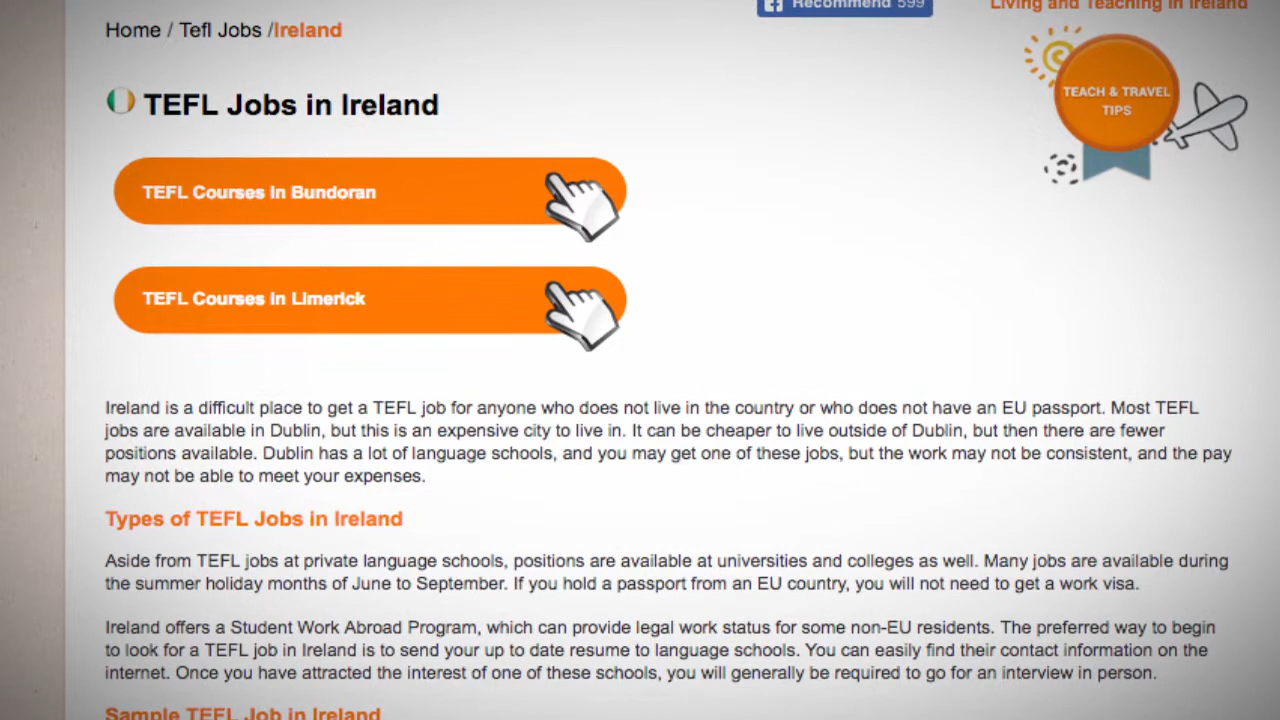 Recommend 599
Living and Teaching in Ireland
Home / Tefl Jobs /Ireland
TEACH & TRAVEL
TIPS
TEFL Jobs in Ireland
TEFL Courses In Bundoran
TEFL Courses In Limerick
Ireland is a difficult place to get a TEFL job for anyone who does not live in the country or who does not have an EU passport. Most TEFL
jobs are available in Dublin, but this is an expensive city to live in. It can be cheaper to live outside of Dublin, but then there are fewer
positions available. Dublin has a lot of language schools, and you may get one of these jobs, but the work may not be consistent, and the pay
may not be able to meet your expenses.
Types of TEFL Jobs in Ireland
Aside from TEFL jobs at private language schools, positions are available at universities and colleges as well. Many jobs are available during
the summer holiday months of June to September. If you hold a passport from an EU country, you will not need to get a work visa.
Ireland offers a Student Work Abroad Program, which can provide legal work status for some non-EU residents. The preferred way to begin
to look for a TEFL job in Ireland is to send your up to date resume to language schools. You can easily find their contact information on the
internet. Once you have attracted the interest of one of these schools, you will generally be required to go for an interview in person.
Sample TEFL Job in Ireland